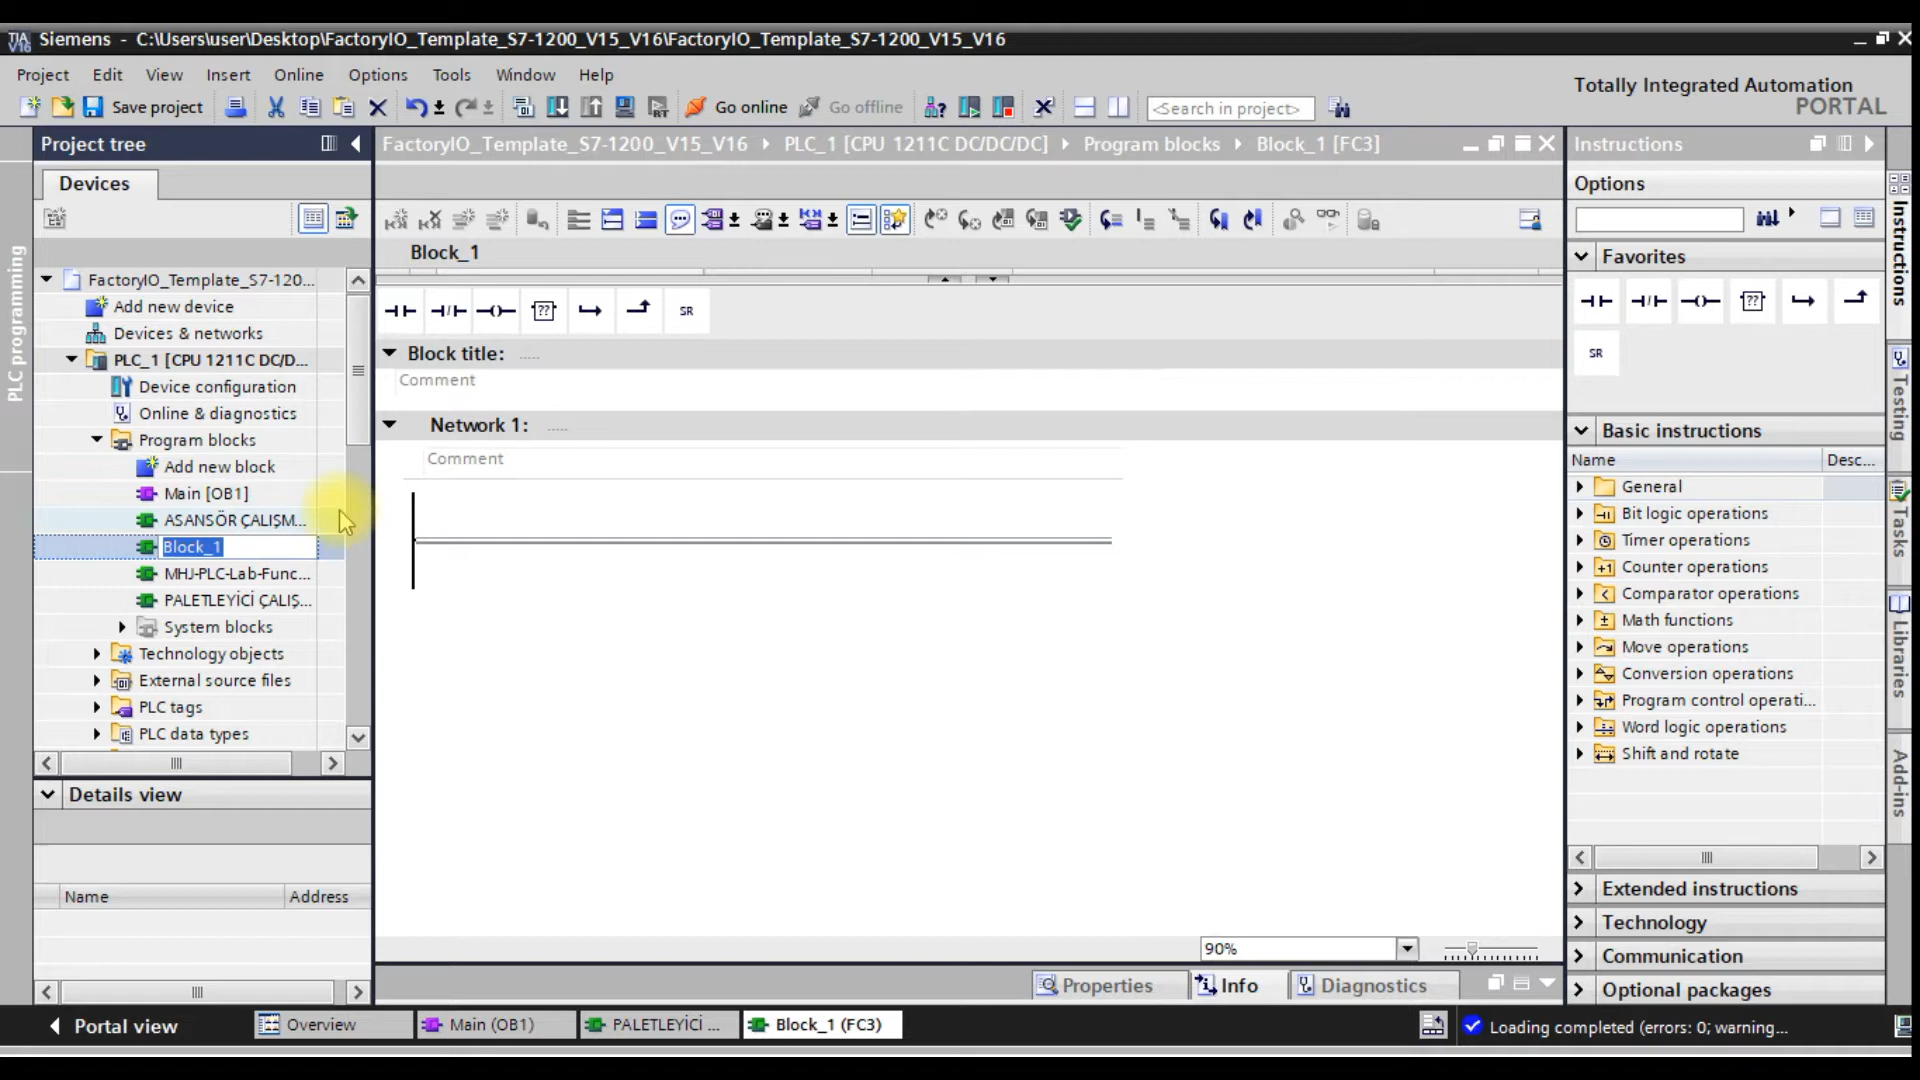 Siemens - C:\Users\user\Desktop\FactoryIO_Template_S7-1200_V15_V16\FactoryIO_Template_S7-1200_V15_V16
Project Edit View Insert Online Options Tools Window Help
Totally Integrated Automation
PORTAL
Save project
Go online
Go offline
<Search in project>
Project tree
Devices
FactoryIO_Template_S7-120...
Add new device
Devices & networks
PLC_1 [CPU 1211C DC/D...
Device configuration
Online & diagnostics
Program blocks
Add new block
Main [OB1]
ASANSÖR ÇALIŞM...
Block_1
MHJ-PLC-Lab-Func...
PALETLEYİCİ ÇALIŞ...
System blocks
Technology objects
External source files
PLC tags
PLC data types
Details view
Name Address
PLC programming
FactoryIO_Template_S7-1200_V15_V16 PLC_1 [CPU 1211C DC/DC/DC] Program blocks Block_1 [FC3]
Block_1
??
SR
Block title: .....
Comment
Network 1: .....
Comment
90%
Properties Info Diagnostics
Instructions
Options
Favorites
??
SR
Basic instructions
Name Desc...
General
Bit logic operations
Timer operations
Counter operations
Comparator operations
Math functions
Move operations
Conversion operations
Program control operati...
Word logic operations
Shift and rotate
Extended instructions
Technology
Communication
Optional packages
Instructions
Testing
Tasks
Libraries
Add-ins
Portal view
Overview
Main (OB1)
PALETLEYİCİ ...
Block_1 (FC3)
Loading completed (errors: 0; warning...